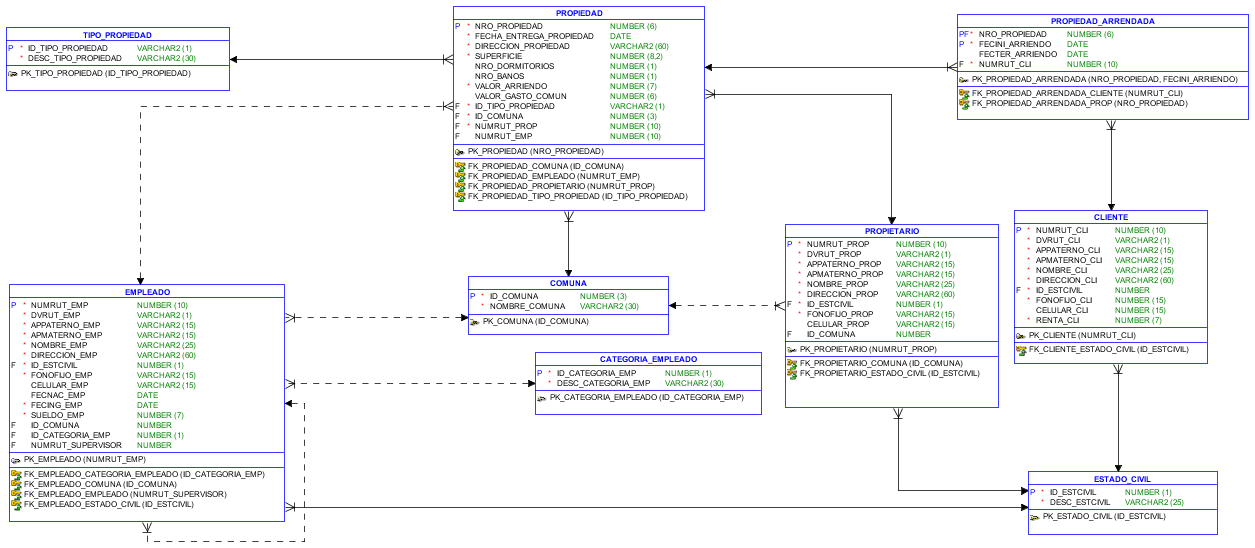 TIPO_PROPIEDAD
P * ID_TIPO_PROPIEDAD VARCHAR2 (1)
* DESC_TIPO_PROPIEDAD VARCHAR2 (30)
PK_TIPO_PROPIEDAD (ID_TIPO_PROPIEDAD)
PROPIEDAD
P * NRO_PROPIEDAD NUMBER (6)
* FECHA_ENTREGA_PROPIEDAD DATE
* DIRECCION_PROPIEDAD VARCHAR2 (60)
* SUPERFICIE NUMBER (8,2)
NRO_DORMITORIOS NUMBER (1)
NRO_BANOS NUMBER (1)
* VALOR_ARRIENDO NUMBER (7)
VALOR_GASTO_COMUN NUMBER (6)
F * ID_TIPO_PROPIEDAD VARCHAR2 (1)
F * ID_COMUNA NUMBER (3)
F * NUMRUT_PROP NUMBER (10)
F NUMRUT_EMP NUMBER (10)
PK_PROPIEDAD (NRO_PROPIEDAD)
FK_PROPIEDAD_COMUNA (ID_COMUNA)
FK_PROPIEDAD_EMPLEADO (NUMRUT_EMP)
FK_PROPIEDAD_PROPIETARIO (NUMRUT_PROP)
FK_PROPIEDAD_TIPO_PROPIEDAD (ID_TIPO_PROPIEDAD)
PROPIEDAD_ARRENDADA
PF * NRO_PROPIEDAD NUMBER (6)
P * FECINI_ARRIENDO DATE
FECTER_ARRIENDO DATE
F * NUMRUT_CLI NUMBER (10)
PK_PROPIEDAD_ARRENDADA (NRO_PROPIEDAD, FECINI_ARRIENDO)
FK_PROPIEDAD_ARRENDADA_CLIENTE (NUMRUT_CLI)
FK_PROPIEDAD_ARRENDADA_PROP (NRO_PROPIEDAD)
PROPIETARIO
P * NUMRUT_PROP NUMBER (10)
* DVRUT_PROP VARCHAR2 (1)
* APPATERNO_PROP VARCHAR2 (15)
* APMATERNO_PROP VARCHAR2 (15)
* NOMBRE_PROP VARCHAR2 (25)
* DIRECCION_PROP VARCHAR2 (60)
F * ID_ESTCIVIL NUMBER (1)
* FONOFIJO_PROP VARCHAR2 (15)
CELULAR_PROP VARCHAR2 (15)
F ID_COMUNA NUMBER
PK_PROPIETARIO (NUMRUT_PROP)
FK_PROPIETARIO_COMUNA (ID_COMUNA)
FK_PROPIETARIO_ESTADO_CIVIL (ID_ESTCIVIL)
CLIENTE
P * NUMRUT_CLI NUMBER (10)
* DVRUT_CLI VARCHAR2 (1)
* APPATERNO_CLI VARCHAR2 (15)
* APMATERNO_CLI VARCHAR2 (15)
* NOMBRE_CLI VARCHAR2 (25)
* DIRECCION_CLI VARCHAR2 (60)
F * ID_ESTCIVIL NUMBER
* FONOFIJO_CLI NUMBER (15)
* CELULAR_CLI NUMBER (15)
* RENTA_CLI NUMBER (7)
PK_CLIENTE (NUMRUT_CLI)
FK_CLIENTE_ESTADO_CIVIL (ID_ESTCIVIL)
EMPLEADO
P * NUMRUT_EMP NUMBER (10)
* DVRUT_EMP VARCHAR2 (1)
* APPATERNO_EMP VARCHAR2 (15)
* APMATERNO_EMP VARCHAR2 (15)
* NOMBRE_EMP VARCHAR2 (25)
* DIRECCION_EMP VARCHAR2 (60)
F * ID_ESTCIVIL NUMBER (1)
* FONOFIJO_EMP VARCHAR2 (15)
CELULAR_EMP VARCHAR2 (15)
FECNAC_EMP DATE
* FECING_EMP DATE
* SUELDO_EMP NUMBER (7)
F ID_COMUNA NUMBER
F ID_CATEGORIA_EMP NUMBER (1)
F NUMRUT_SUPERVISOR NUMBER
PK_EMPLEADO (NUMRUT_EMP)
FK_EMPLEADO_CATEGORIA_EMPLEADO (ID_CATEGORIA_EMP)
FK_EMPLEADO_COMUNA (ID_COMUNA)
FK_EMPLEADO_EMPLEADO (NUMRUT_SUPERVISOR)
FK_EMPLEADO_ESTADO_CIVIL (ID_ESTCIVIL)
COMUNA
P * ID_COMUNA NUMBER (3)
* NOMBRE_COMUNA VARCHAR2 (30)
PK_COMUNA (ID_COMUNA)
CATEGORIA_EMPLEADO
P * ID_CATEGORIA_EMP NUMBER (1)
* DESC_CATEGORIA_EMP VARCHAR2 (30)
PK_CATEGORIA_EMPLEADO (ID_CATEGORIA_EMP)
ESTADO_CIVIL
P * ID_ESTCIVIL NUMBER (1)
* DESC_ESTCIVIL VARCHAR2 (25)
PK_ESTADO_CIVIL (ID_ESTCIVIL)